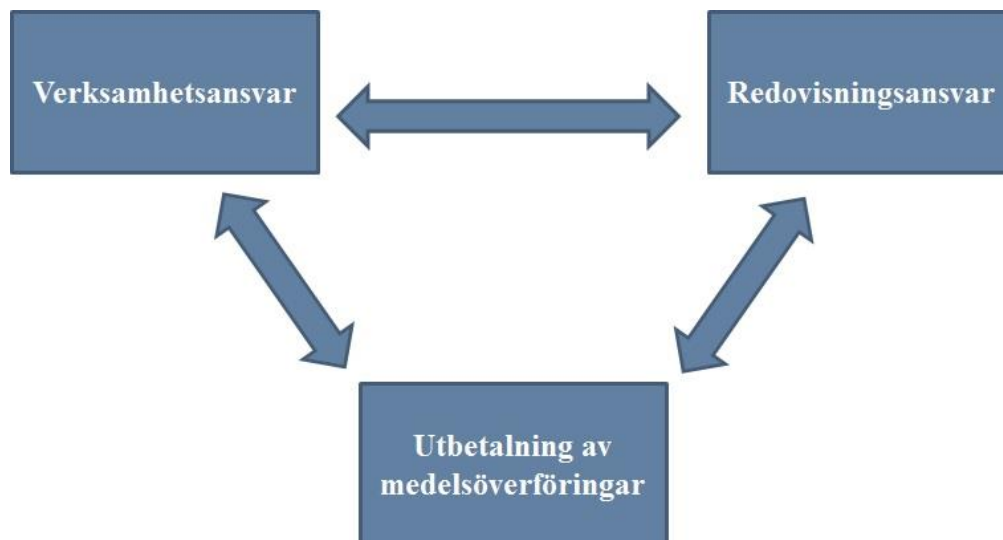 Verksamhetsansvar
Redovisningsansvar
Utbetalning av
medelsöverföringar